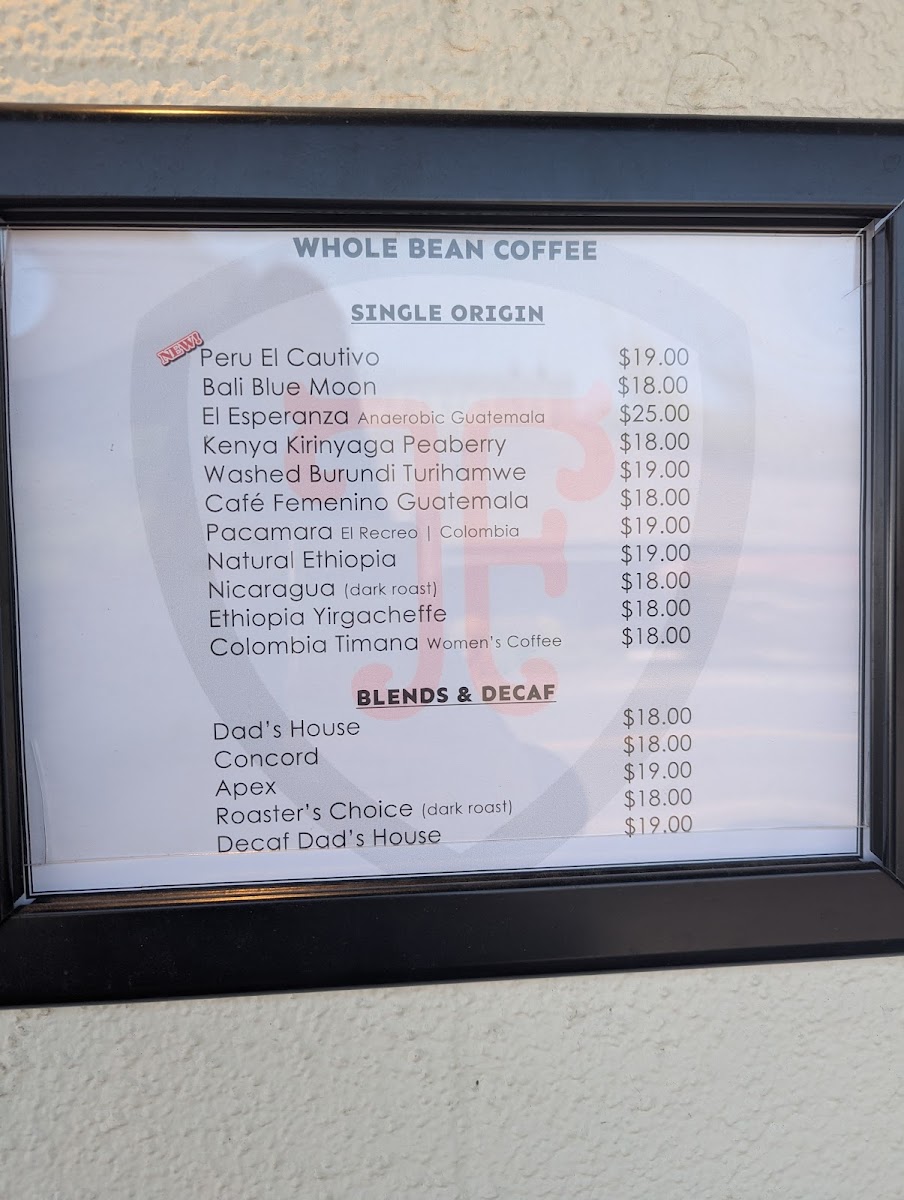 WHOLE BEAN COFFEE
SINGLE ORIGIN
NEW! Peru El Cautivo $19.00
Bali Blue Moon $18.00
El Esperanza Anaerobic Guatemala $25.00
Kenya Kirinyaga Peaberry $18.00
Washed Burundi Turihamwe $19.00
Café Femenino Guatemala $18.00
Pacamara El Recreo | Colombia $19.00
Natural Ethiopia $19.00
Nicaragua (dark roast) $18.00
Ethiopia Yirgacheffe $18.00
Colombia Timana Women's Coffee $18.00
BLENDS & DECAF
Dad's House $18.00
Concord $18.00
Apex $19.00
Roaster's Choice (dark roast) $18.00
Decaf Dad's House $19.00